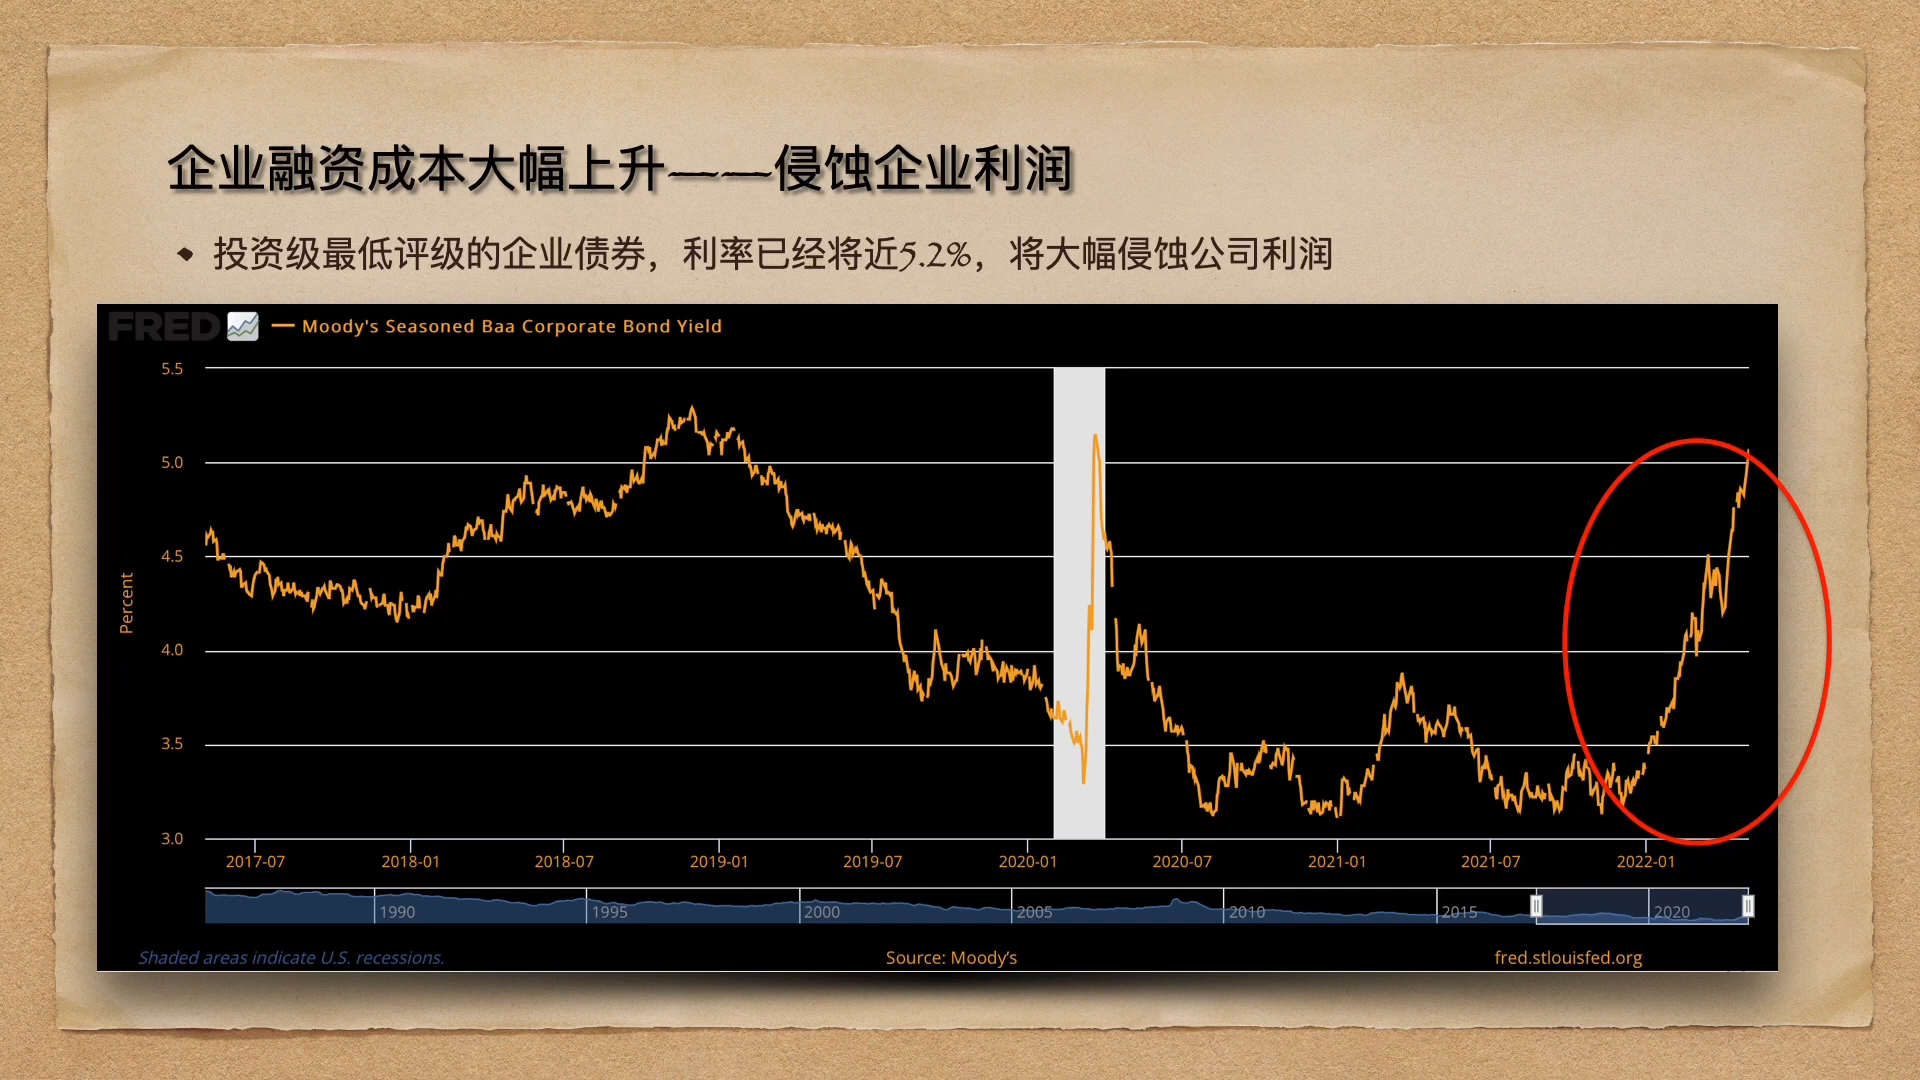 企业融资成本大幅上升——侵蚀企业利润
投资级最低评级的企业债券，利率已经将近5.2%，将大幅侵蚀公司利润
FRED — Moody's Seasoned Baa Corporate Bond Yield
5.5
5.0
4.5
4.0
3.5
3.0
Percent
2017-07 2018-01 2018-07 2019-01 2019-07 2020-01 2020-07 2021-01 2021-07 2022-01
1990 1995 2000 2005 2010 2015 2020
Shaded areas indicate U.S. recessions. Source: Moody's fred.stlouisfed.org